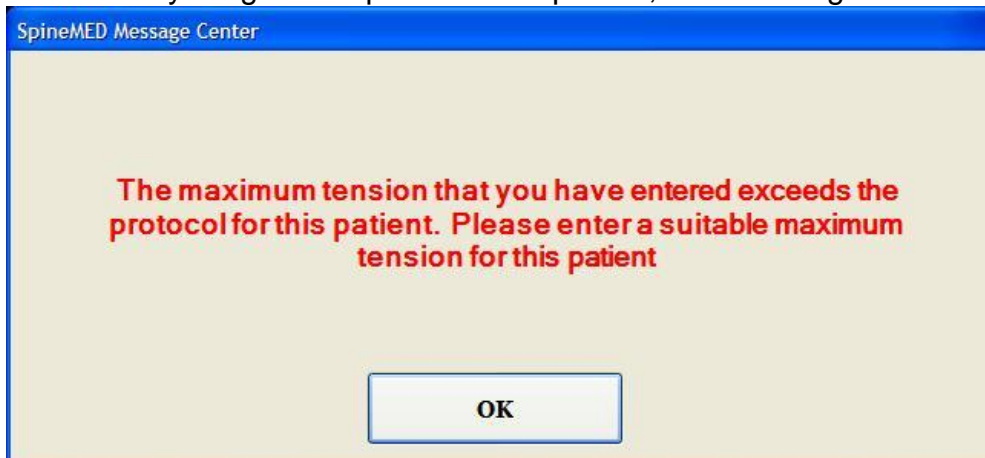 SpineMED Message Center
The maximum tension that you have entered exceeds the
protocol for this patient. Please enter a suitable maximum
tension for this patient
OK